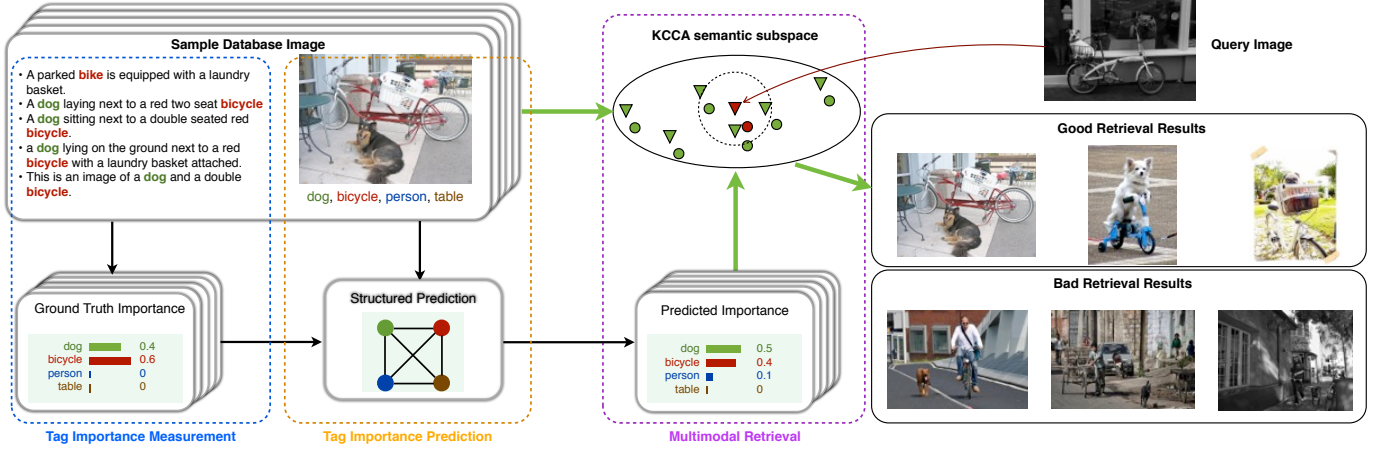 Sample Database Image
• A parked bike is equipped with a laundry
basket.
• A dog laying next to a red two seat bicycle
• A dog sitting next to a double seated red
bicycle.
• a dog lying on the ground next to a red
bicycle with a laundry basket attached.
• This is an image of a dog and a double
bicycle.
dog, bicycle, person, table
Ground Truth Importance
dog 0.4
bicycle 0.6
person 0
table 0
Tag Importance Measurement
Structured Prediction
Tag Importance Prediction
KCCA semantic subspace
Predicted Importance
dog 0.5
bicycle 0.4
person 0.1
table 0
Multimodal Retrieval
Query Image
Good Retrieval Results
Bad Retrieval Results